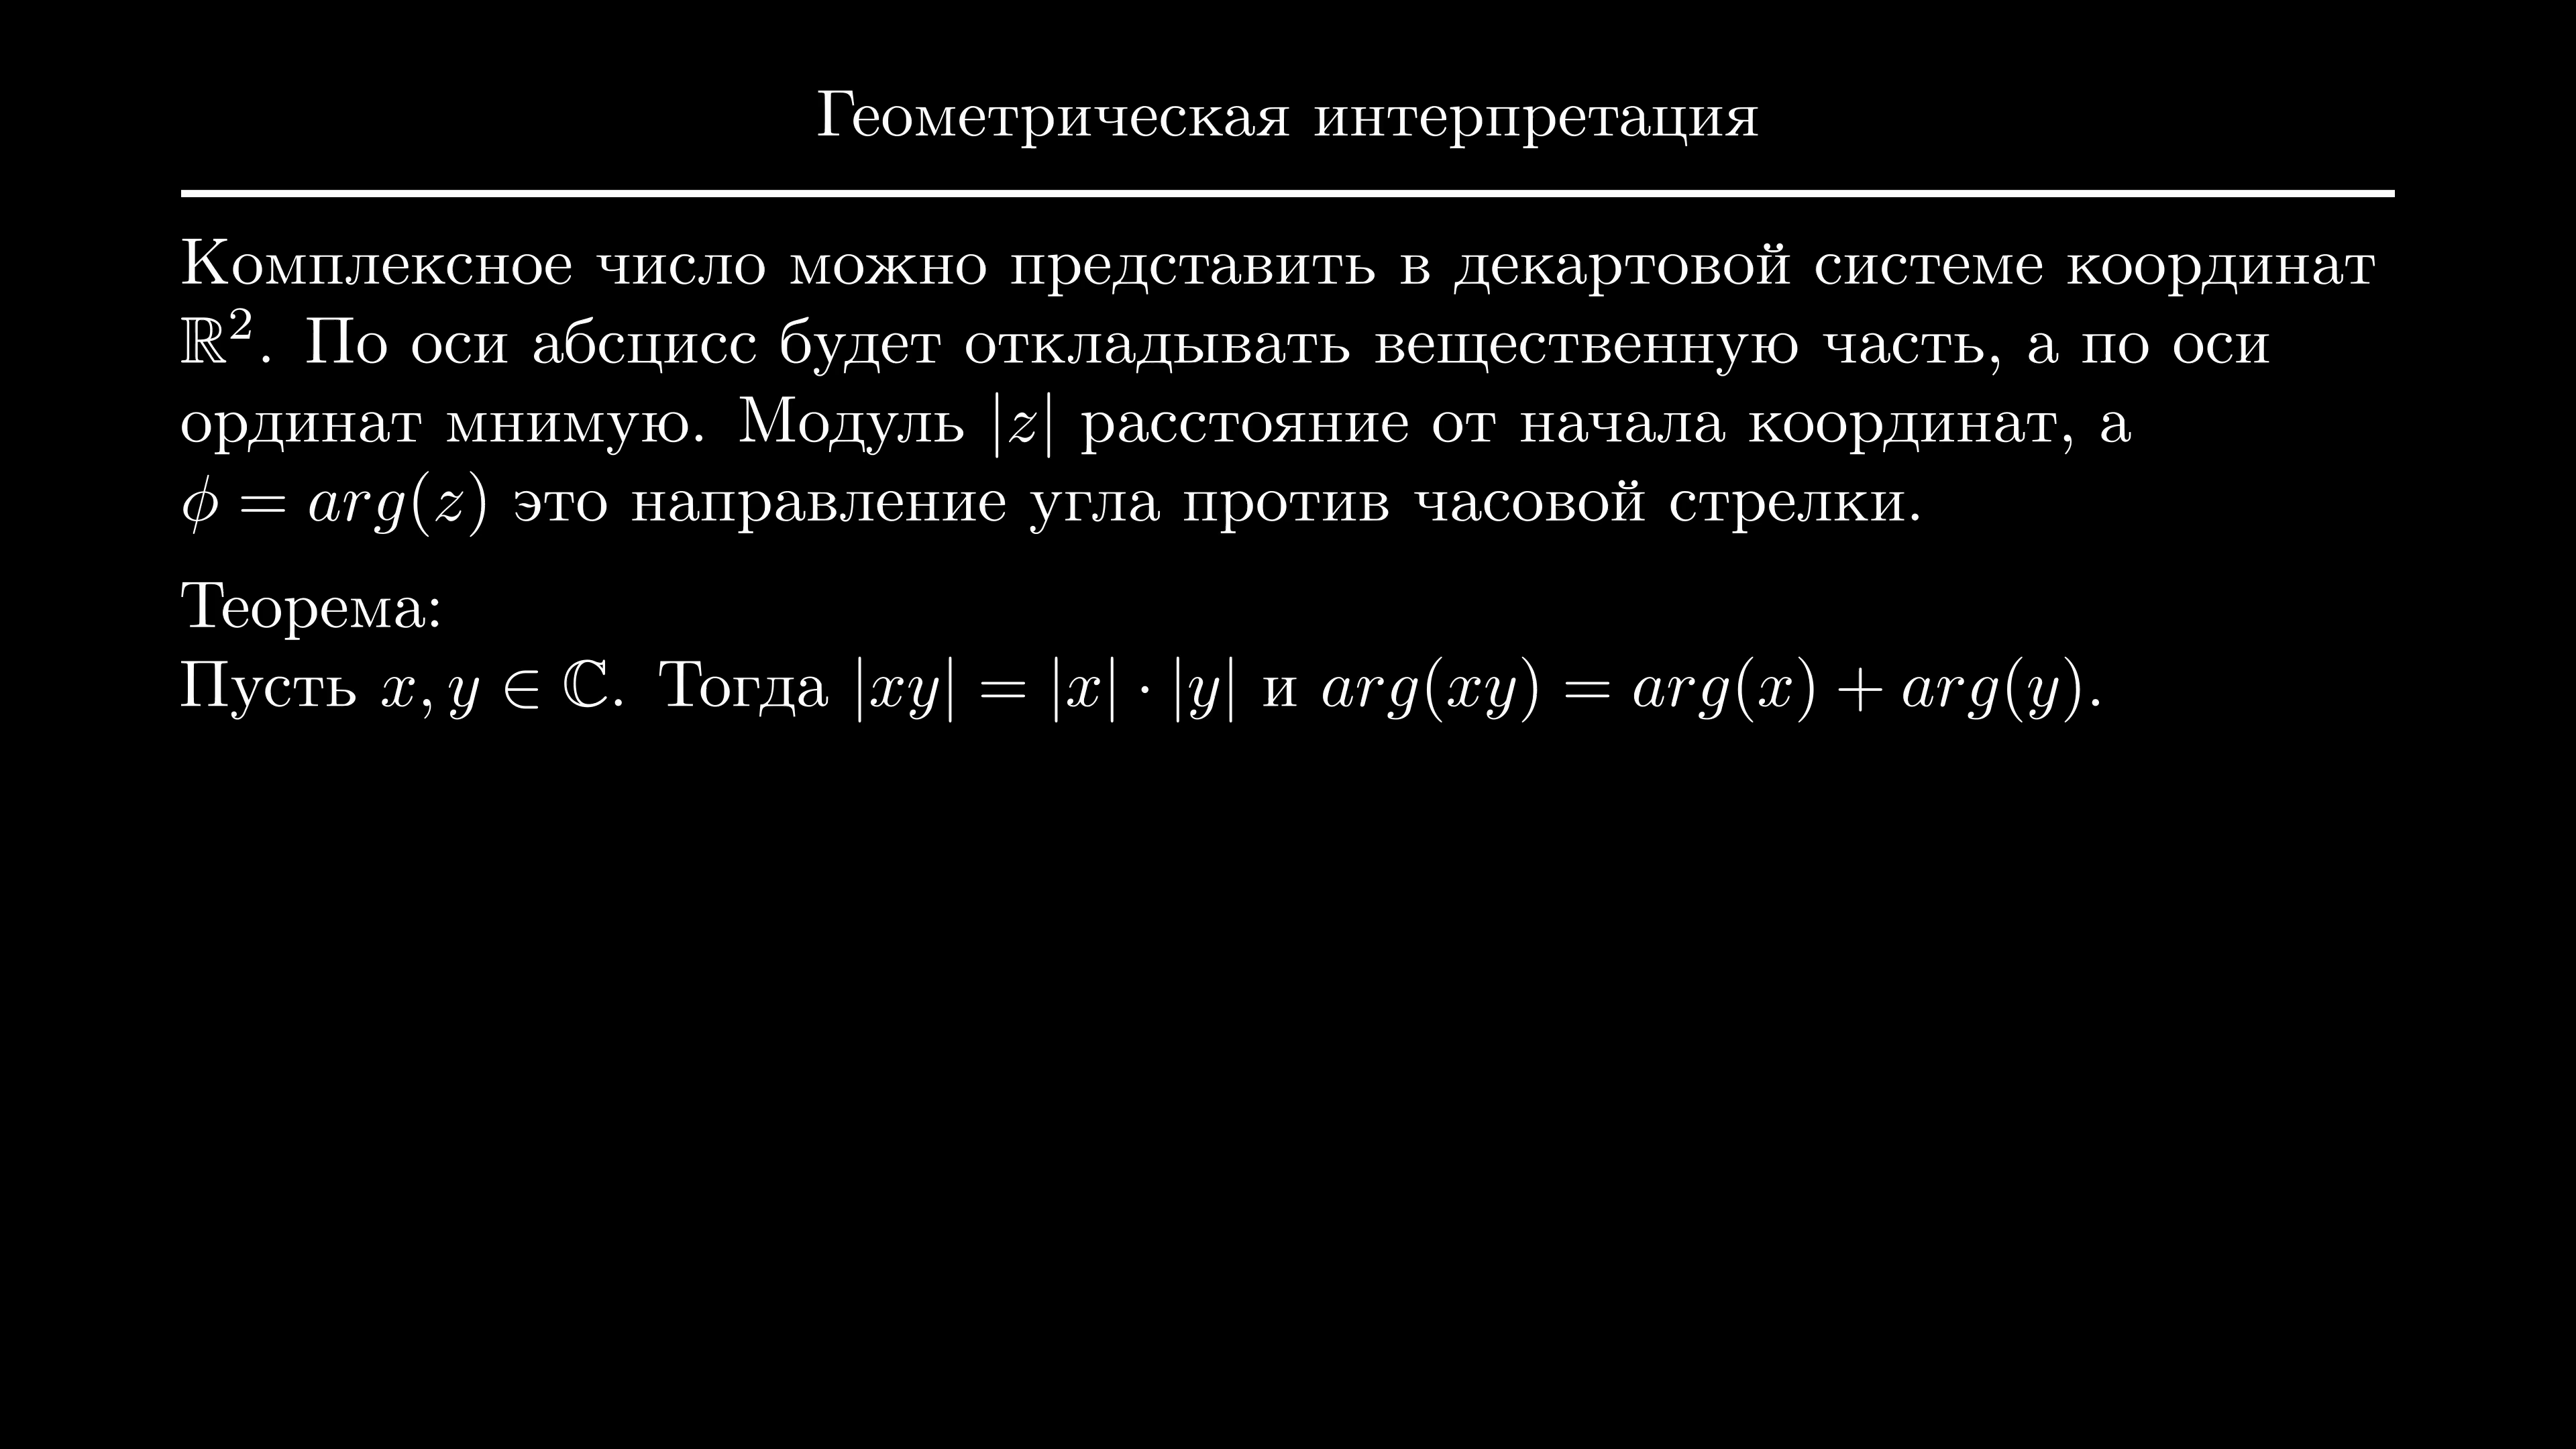 Геометрическая интерпретация
Комплексное число можно представить в декартовой системе координат
ℝ². По оси абсцисс будет откладывать вещественную часть, а по оси
ординат мнимую. Модуль |z| расстояние от начала координат, а
ϕ = arg(z) это направление угла против часовой стрелки.
Теорема:
Пусть x, y ∈ ℂ. Тогда |xy| = |x| · |y| и arg(xy) = arg(x) + arg(y).